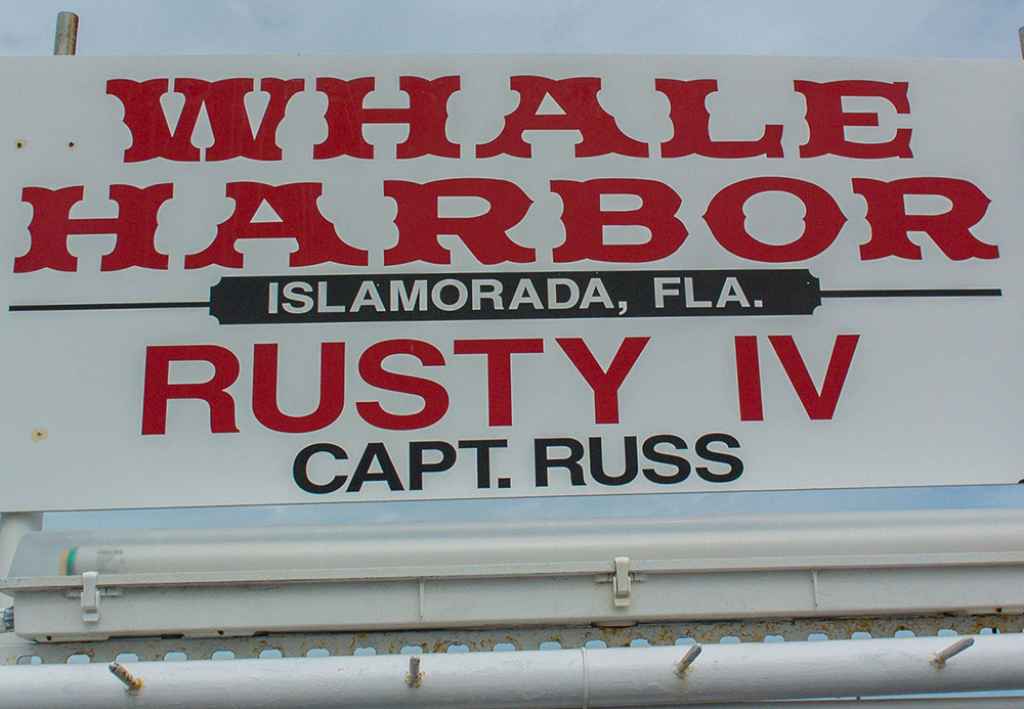 WHALE
HARBOR
ISLAMORADA, FLA.
RUSTY IV
CAPT. RUSS